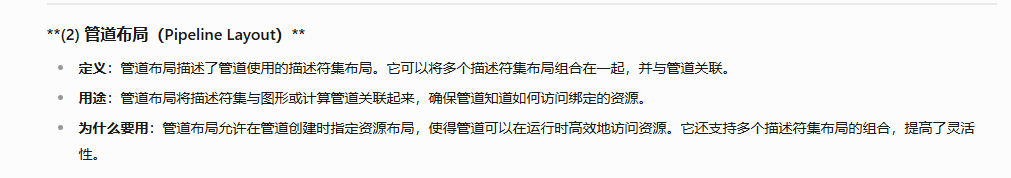 **(2) 管道布局（Pipeline Layout）**
• 定义：管道布局描述了管道使用的描述符集布局。它可以将多个描述符集布局组合在一起，并与管道关联。
• 用途：管道布局将描述符集与图形或计算管道关联起来，确保管道知道如何访问绑定的资源。
• 为什么要用：管道布局允许在管道创建时指定资源布局，使得管道可以在运行时高效地访问资源。它还支持多个描述符集布局的组合，提高了灵活
性。